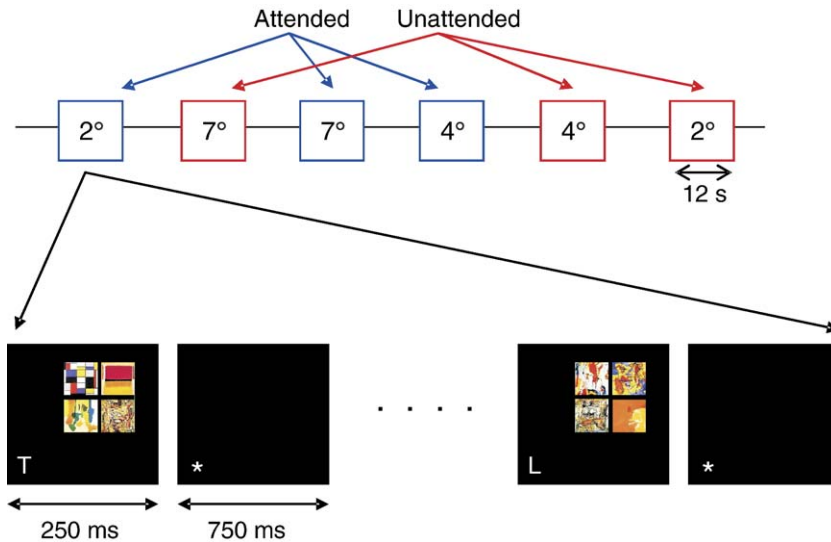 Attended Unattended
2° 7° 7° 4° 4° 2°
12 s
T * . . . . L *
250 ms 750 ms